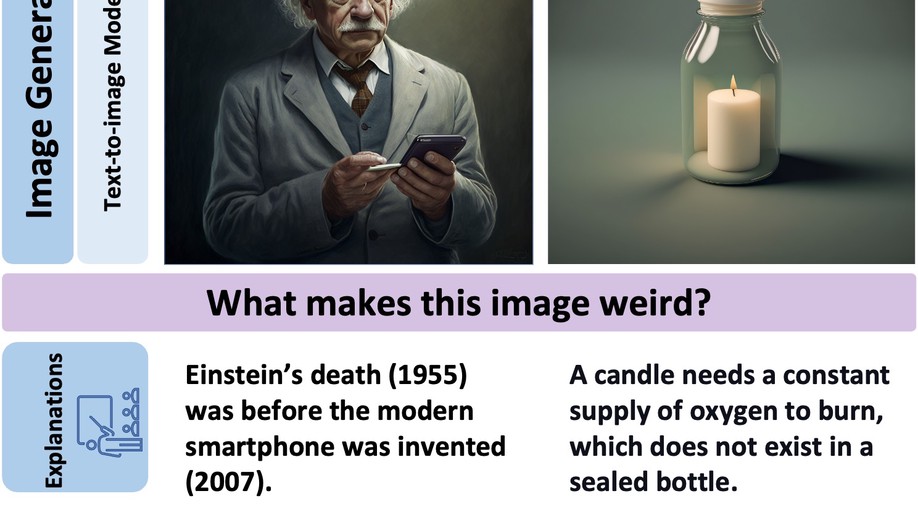 Image Genera
Text-to-image Mode
What makes this image weird?
Explanations
Einstein’s death (1955)
was before the modern
smartphone was invented
(2007).
A candle needs a constant
supply of oxygen to burn,
which does not exist in a
sealed bottle.